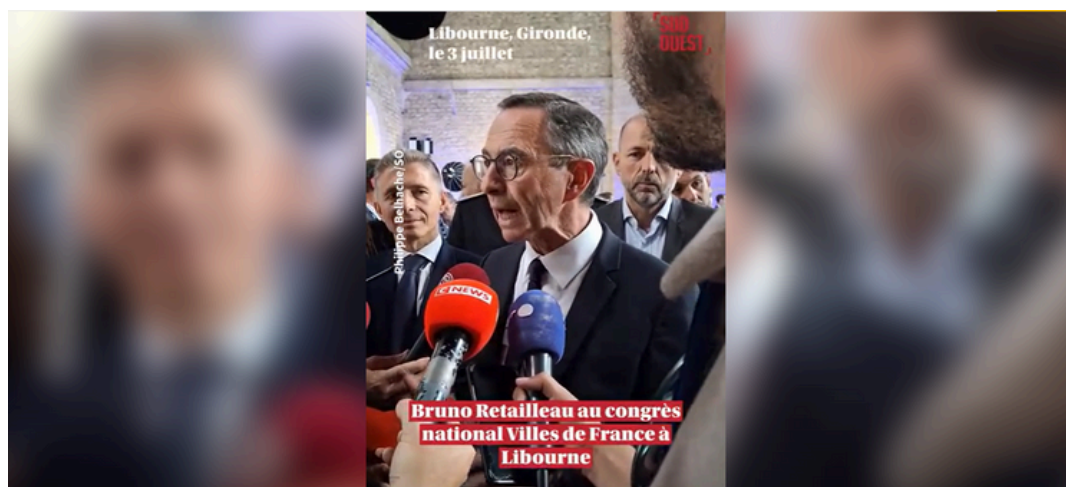 Libourne, Gironde,
le 3 juillet
SUD
OUEST
Philippe Belhache/SO
CNEWS
Bruno Retailleau au congrès
national Villes de France à
Libourne